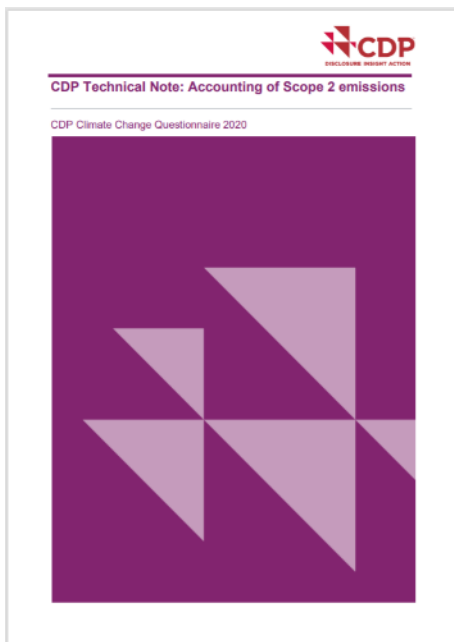 CDP
DISCLOSURE INSIGHT ACTION
CDP Technical Note: Accounting of Scope 2 emissions
CDP Climate Change Questionnaire 2020